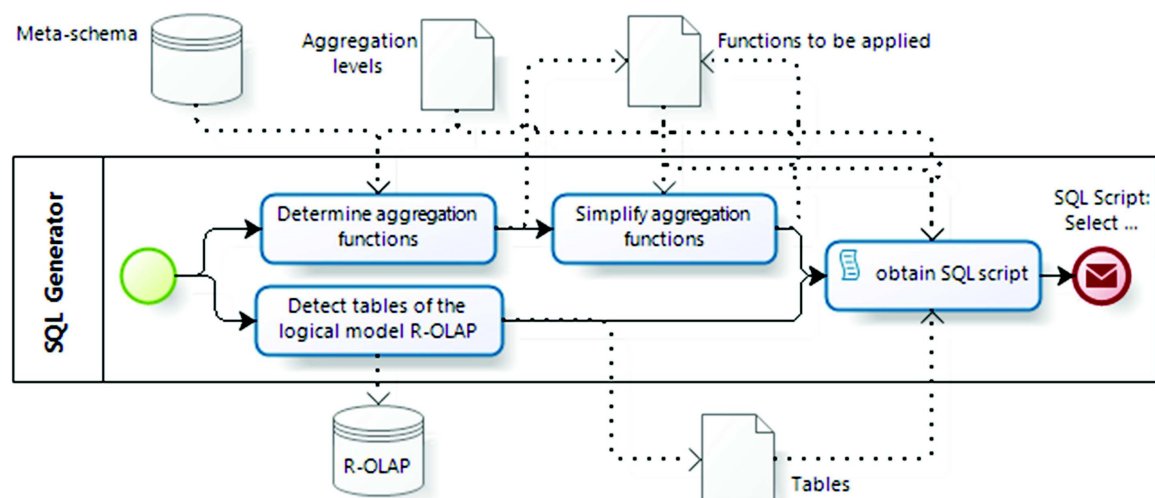 Meta-schema
Aggregation
levels
Functions to be applied
SQL Generator
Determine aggregation
functions
Simplify aggregation
functions
SQL Script:
Select ...
obtain SQL script
Detect tables of the
logical model R-OLAP
R-OLAP
Tables